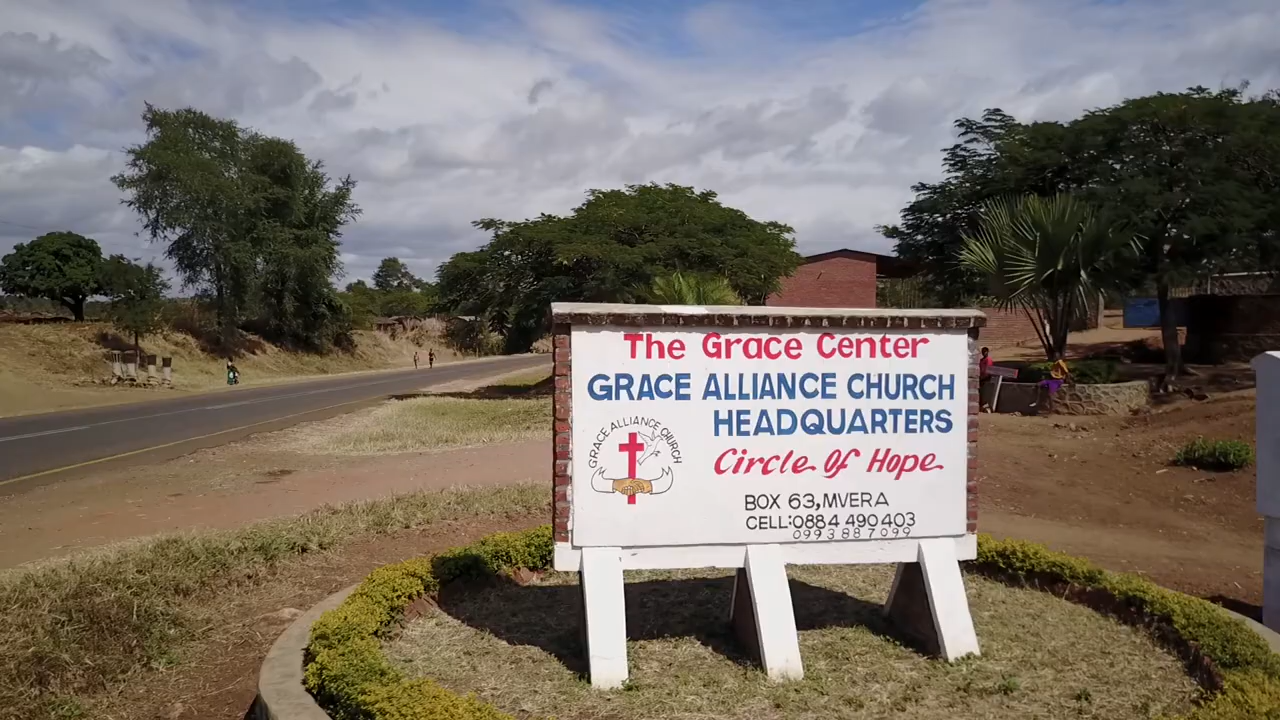 The Grace Center
GRACE ALLIANCE CHURCH
HEADQUARTERS
GRACE ALLIANCE CHURCH
Circle Of Hope
BOX 63, MVERA
CELL:0884 490403
0993887099